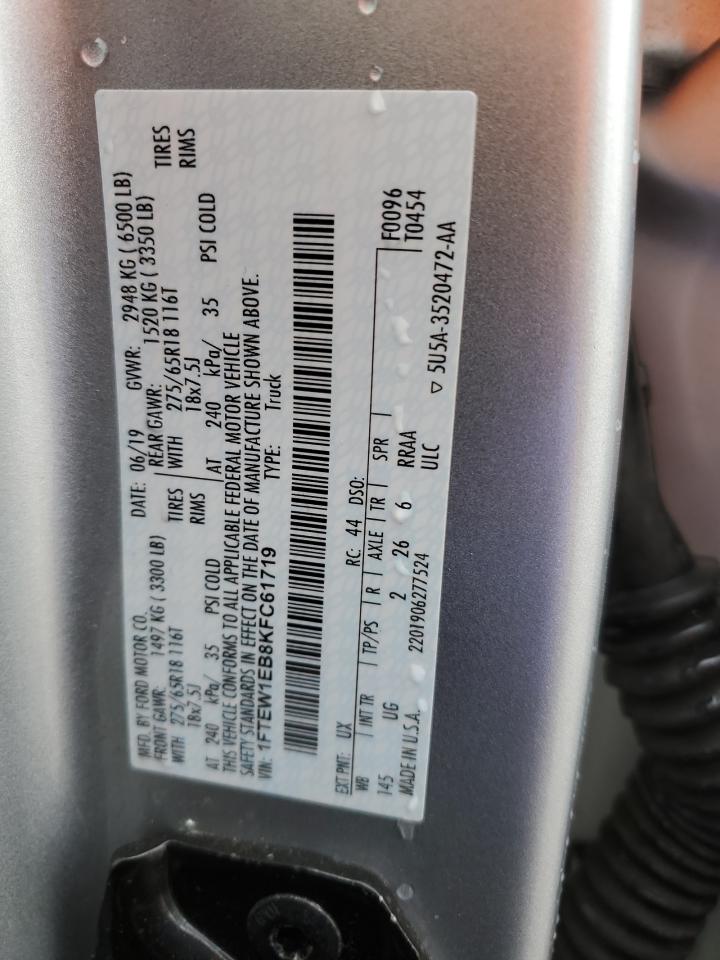 MFD. BY FORD MOTOR CO. DATE: 06/19 GVWR: 2948 KG ( 6500 LB)
FRONT GAWR: 1497 KG ( 3300 LB) REAR GAWR: 1520 KG ( 3350 LB)
WITH 275/65R18 116T TIRES WITH 275/65R18 116T TIRES
18x7.5J RIMS 18x7.5J RIMS
AT 240 kPa/ 35 PSI COLD AT 240 kPa/ 35 PSI COLD
THIS VEHICLE CONFORMS TO ALL APPLICABLE FEDERAL MOTOR VEHICLE
SAFETY STANDARDS IN EFFECT ON THE DATE OF MANUFACTURE SHOWN ABOVE.
VIN: 1FTEW1EB8KFC61719 TYPE: Truck
EXT PNT: UX RC: 44 DSO:
WB INT TR TP/PS R AXLE TR SPR F0096
145 UG 2 26 6 RRAA T0454
MADE IN U.S.A. 2201906277524 ULC
▽ 5U5A-3520472-AA